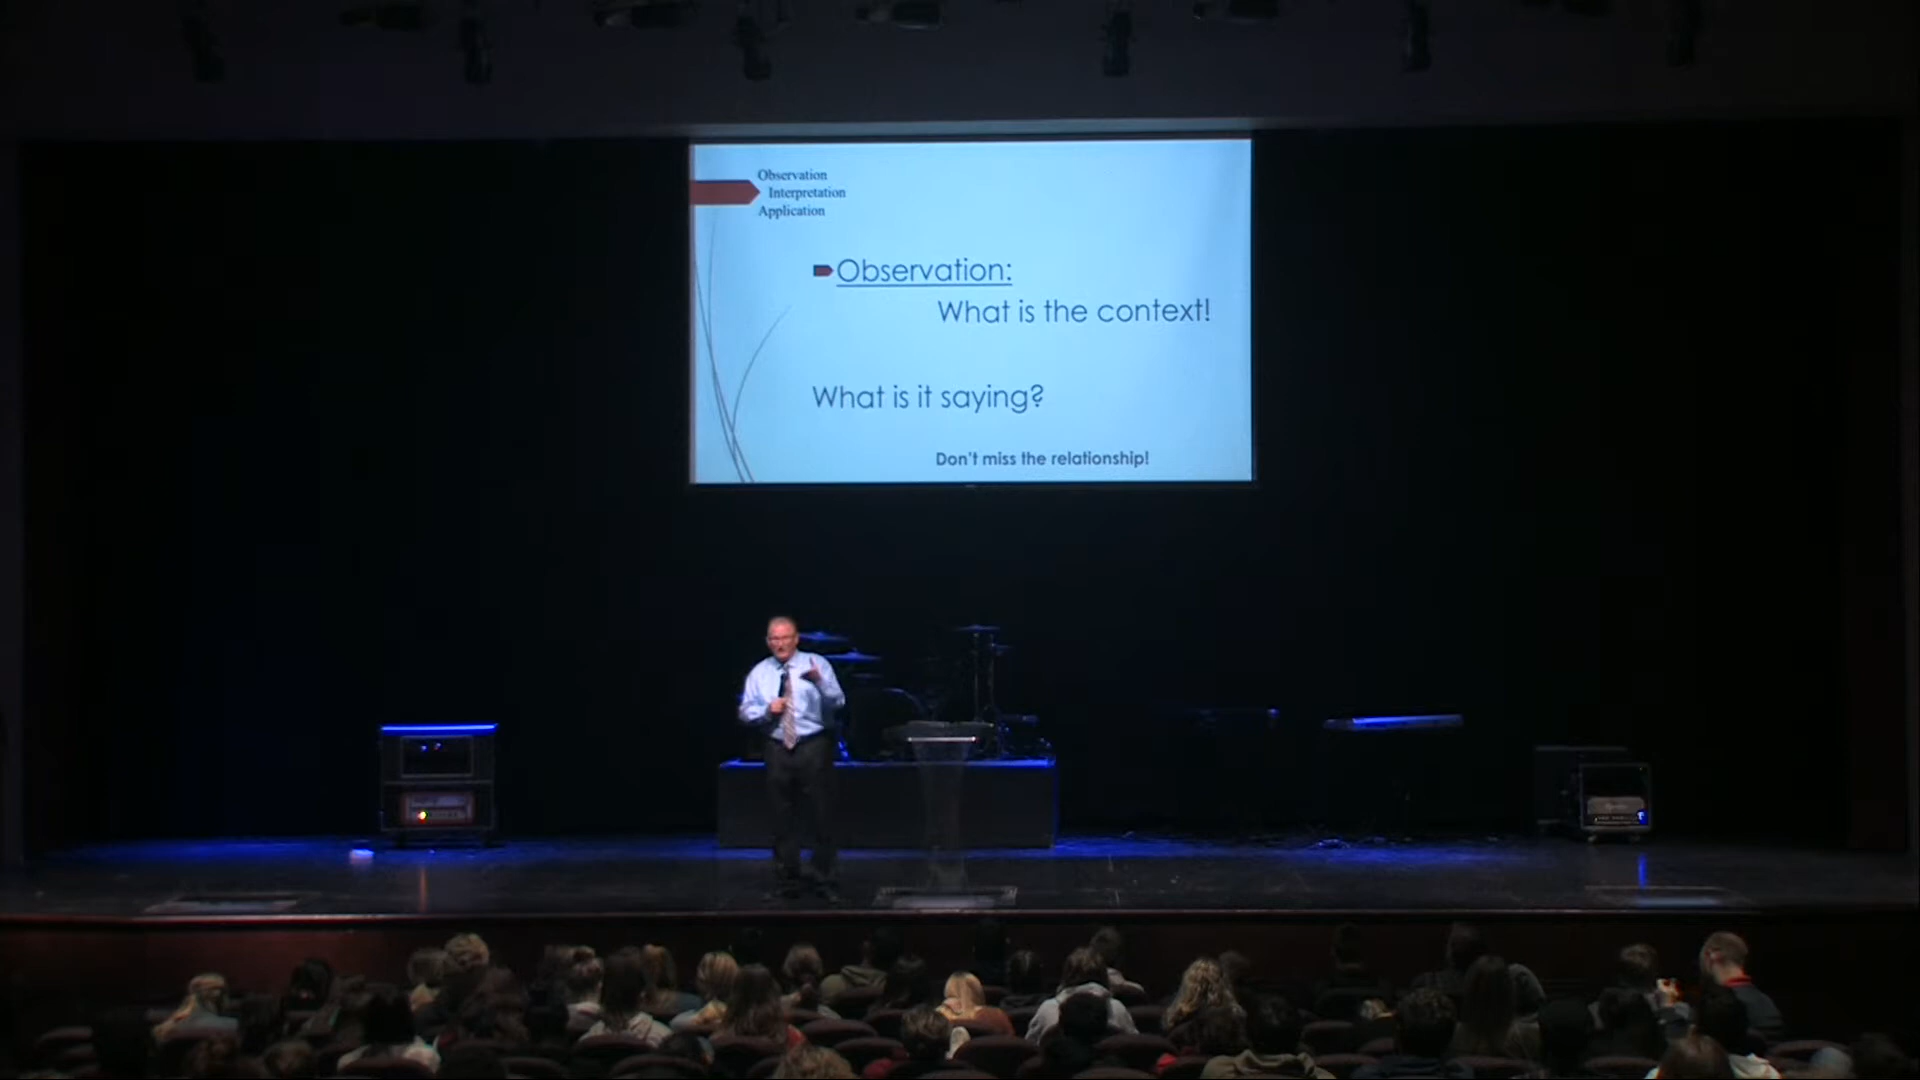 Observation
Interpretation
Application
Observation:
What is the context!
What is it saying?
Don't miss the relationship!